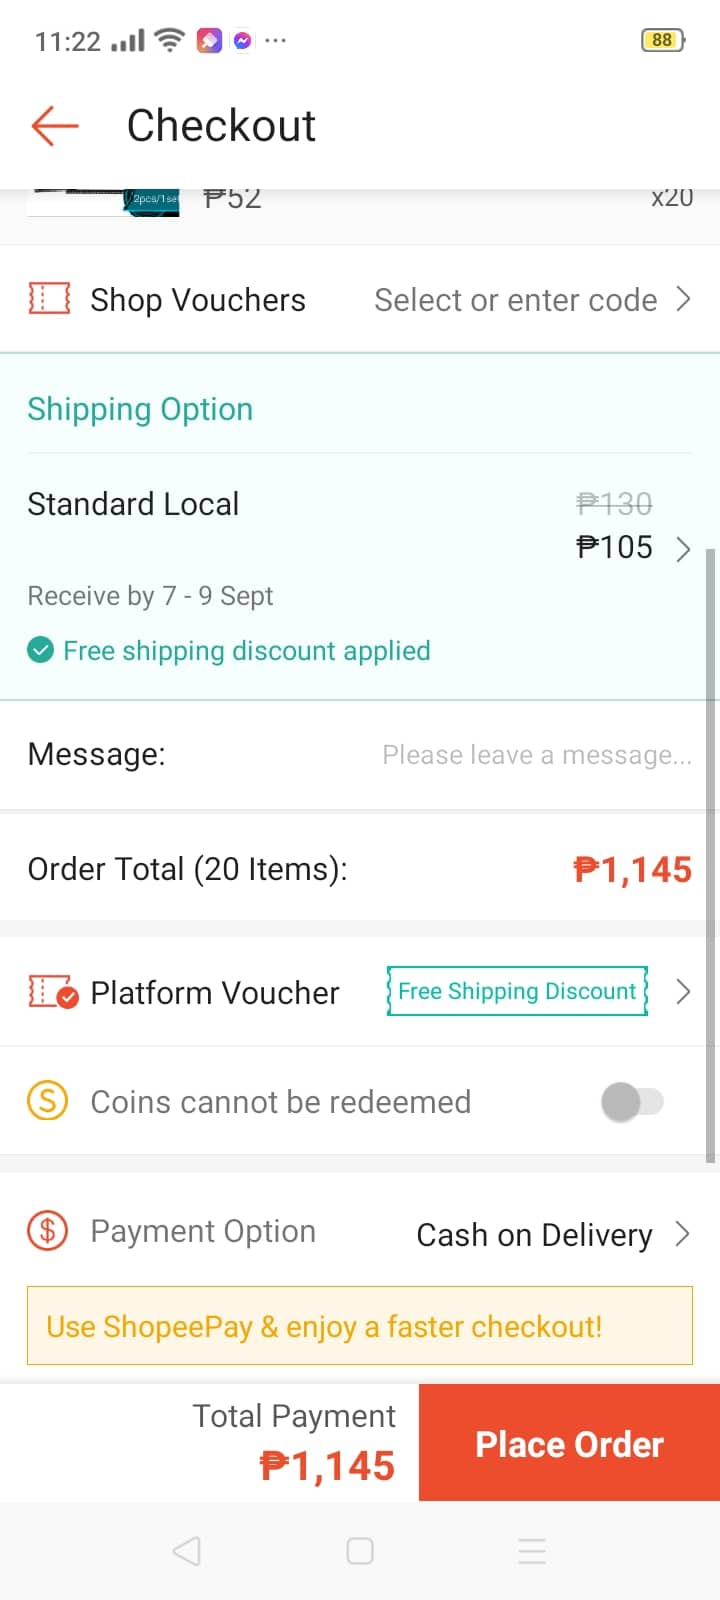 11:22
88
Checkout
2pcs/1set
₱52
x20
Shop Vouchers
Select or enter code
Shipping Option
Standard Local
₱130
₱105
Receive by 7 - 9 Sept
Free shipping discount applied
Message:
Please leave a message...
Order Total (20 Items):
₱1,145
Platform Voucher
Free Shipping Discount
S
Coins cannot be redeemed
$
Payment Option
Cash on Delivery
Use ShopeePay & enjoy a faster checkout!
Total Payment
₱1,145
Place Order